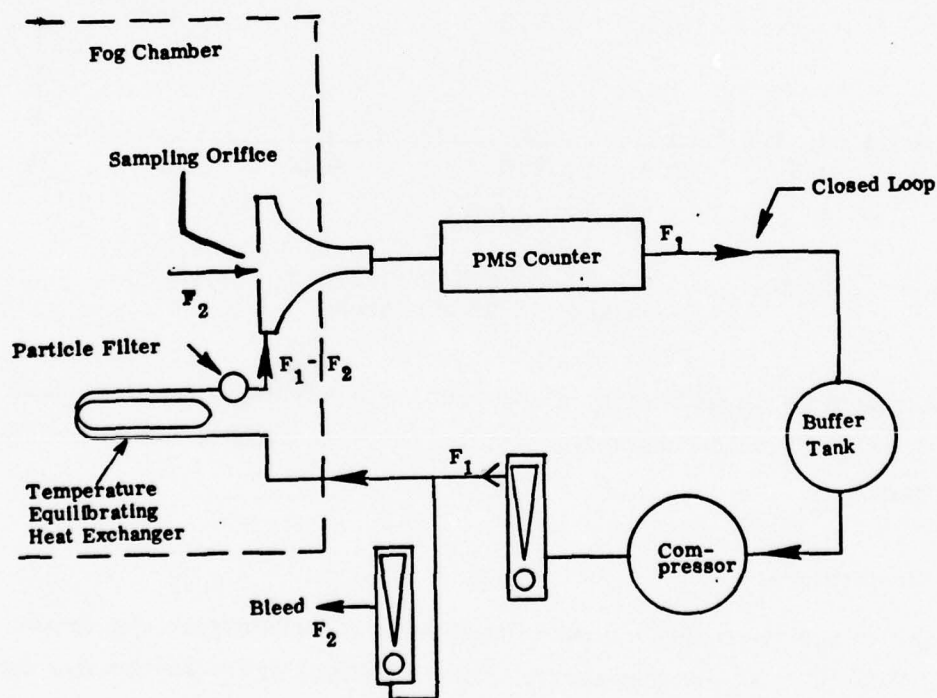 Fog Chamber
Sampling Orifice
Closed Loop
PMS Counter
F1
F2
Particle Filter
F1 - F2
Buffer
Tank
F1
Temperature
Equilibrating
Heat Exchanger
Com-
pressor
Bleed
F2